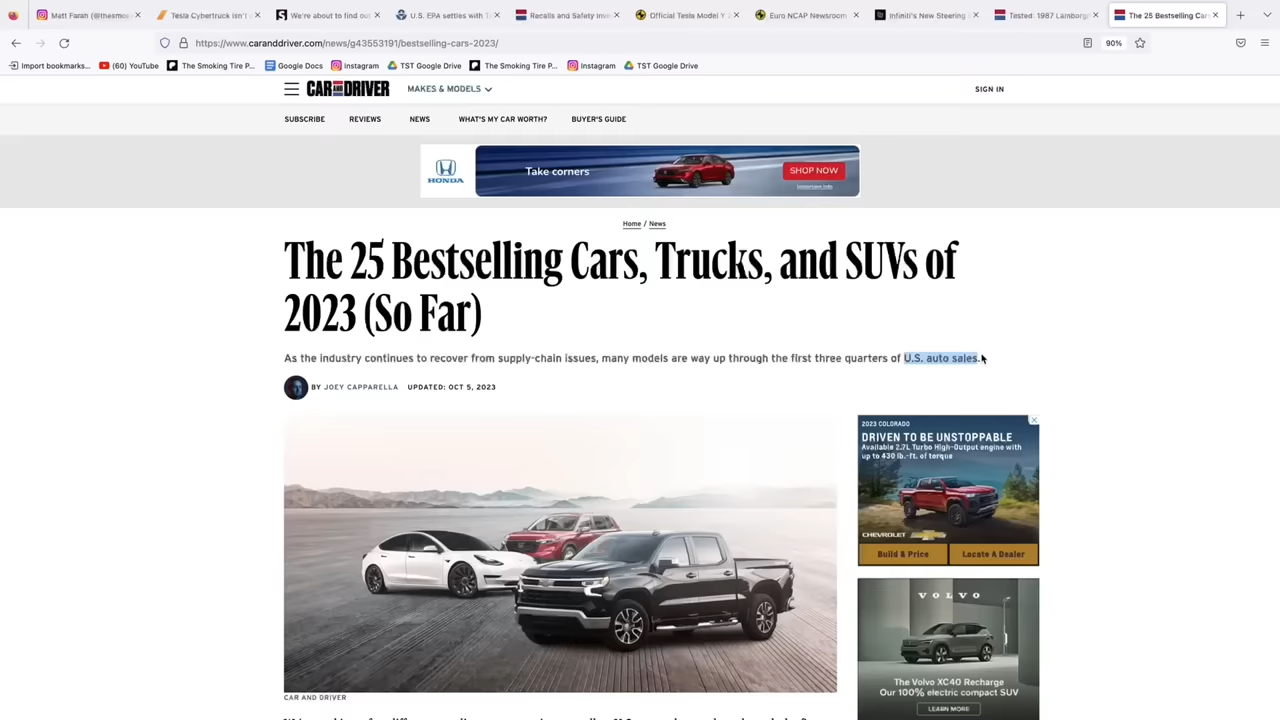 Matt Farah (@thesmo
Tesla Cybertruck isn't
We're about to find out
U.S. EPA settles with T
Recalls and Safety Inve
Official Tesla Model Y 2
Euro NCAP Newsroom
Infiniti's New Steering
Tested: 1987 Lamborg
The 25 Bestselling Car
https://www.caranddriver.com/news/g43553191/bestselling-cars-2023/
90%
Import bookmarks...
(60) YouTube
The Smoking Tire P...
Google Docs
Instagram
TST Google Drive
The Smoking Tire P...
Instagram
TST Google Drive
CAR AND DRIVER
MAKES & MODELS
SIGN IN
SUBSCRIBE
REVIEWS
NEWS
WHAT'S MY CAR WORTH?
BUYER'S GUIDE
HONDA
Take corners
SHOP NOW
Important Info
Home / News
The 25 Bestselling Cars, Trucks, and SUVs of
2023 (So Far)
As the industry continues to recover from supply-chain issues, many models are way up through the first three quarters of U.S. auto sales.
BY JOEY CAPPARELLA UPDATED: OCT 5, 2023
2023 COLORADO
DRIVEN TO BE UNSTOPPABLE
Available 2.7L Turbo High-Output engine with
up to 430 lb.-ft. of torque
CHEVROLET
Build & Price
Locate A Dealer
VOLVO
The Volvo XC40 Recharge
Our 100% electric compact SUV
LEARN MORE
CAR AND DRIVER